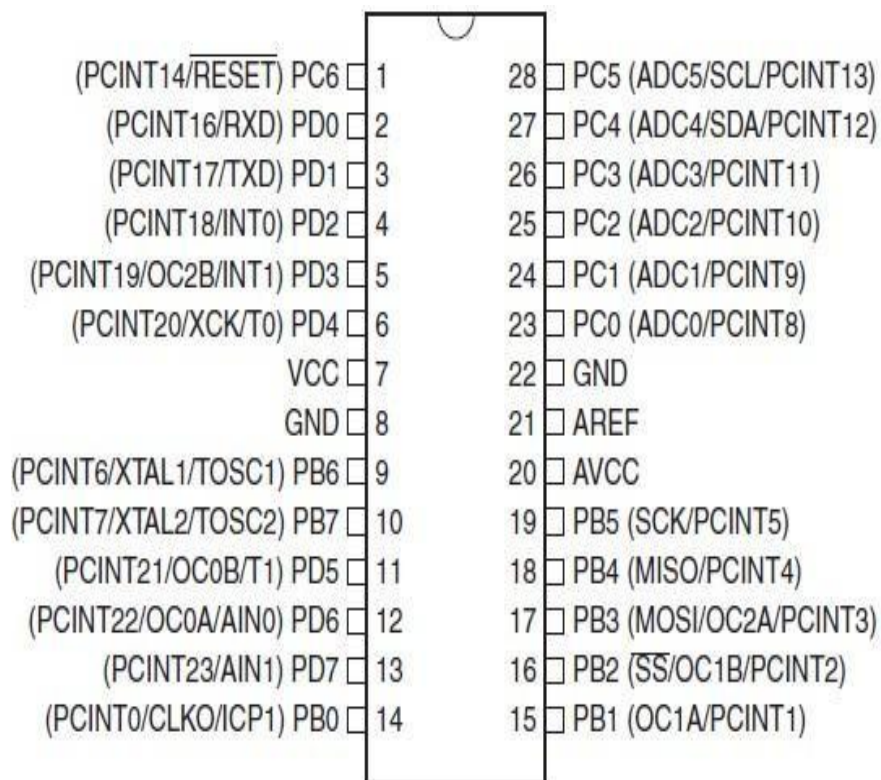 (PCINT14/RESET) PC6 1 28 PC5 (ADC5/SCL/PCINT13)
(PCINT16/RXD) PD0 2 27 PC4 (ADC4/SDA/PCINT12)
(PCINT17/TXD) PD1 3 26 PC3 (ADC3/PCINT11)
(PCINT18/INT0) PD2 4 25 PC2 (ADC2/PCINT10)
(PCINT19/OC2B/INT1) PD3 5 24 PC1 (ADC1/PCINT9)
(PCINT20/XCK/T0) PD4 6 23 PC0 (ADC0/PCINT8)
VCC 7 22 GND
GND 8 21 AREF
(PCINT6/XTAL1/TOSC1) PB6 9 20 AVCC
(PCINT7/XTAL2/TOSC2) PB7 10 19 PB5 (SCK/PCINT5)
(PCINT21/OC0B/T1) PD5 11 18 PB4 (MISO/PCINT4)
(PCINT22/OC0A/AIN0) PD6 12 17 PB3 (MOSI/OC2A/PCINT3)
(PCINT23/AIN1) PD7 13 16 PB2 (SS/OC1B/PCINT2)
(PCINT0/CLKO/ICP1) PB0 14 15 PB1 (OC1A/PCINT1)